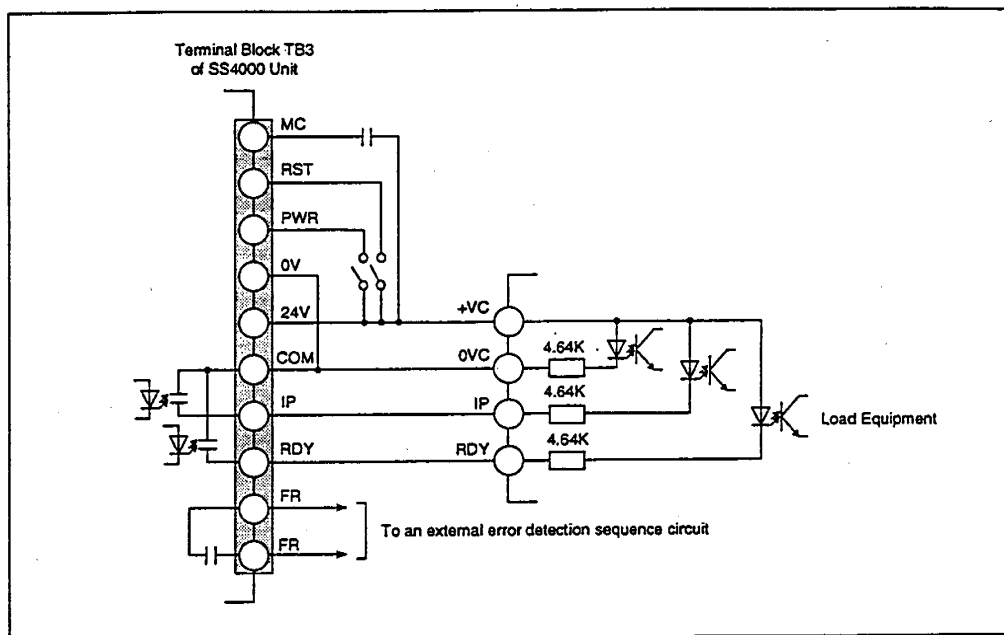 Terminal Block TB3
of SS4000 Unit
MC
RST
PWR
0V
24V
+VC
COM
0VC
4.64K
IP
IP
4.64K
RDY
RDY
4.64K
Load Equipment
FR
To an external error detection sequence circuit
FR